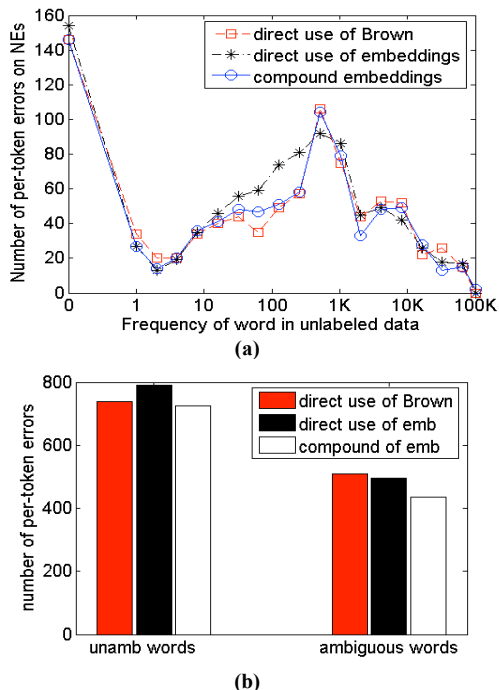 160
140
120
100
80
60
40
20
0
Number of per-token errors on NEs
direct use of Brown
direct use of embeddings
compound embeddings
0 1 10 100 1K 10K 100K
Frequency of word in unlabeled data
(a)
800
600
400
200
0
number of per-token errors
direct use of Brown
direct use of emb
compound of emb
unamb words ambiguous words
(b)